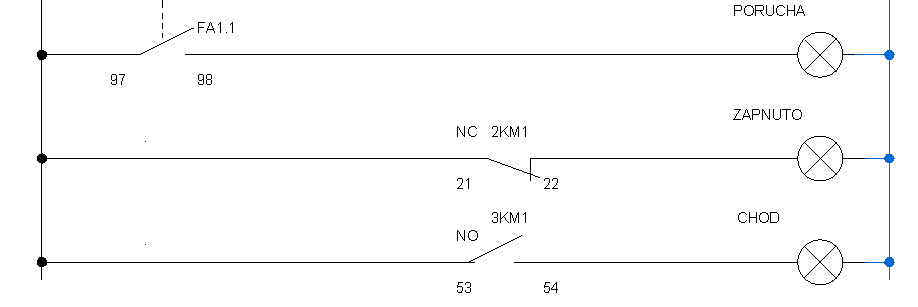 PORUCHA
FA1.1
97 98
ZAPNUTO
NC 2KM1
21 22
3KM1 CHOD
NO
53 54